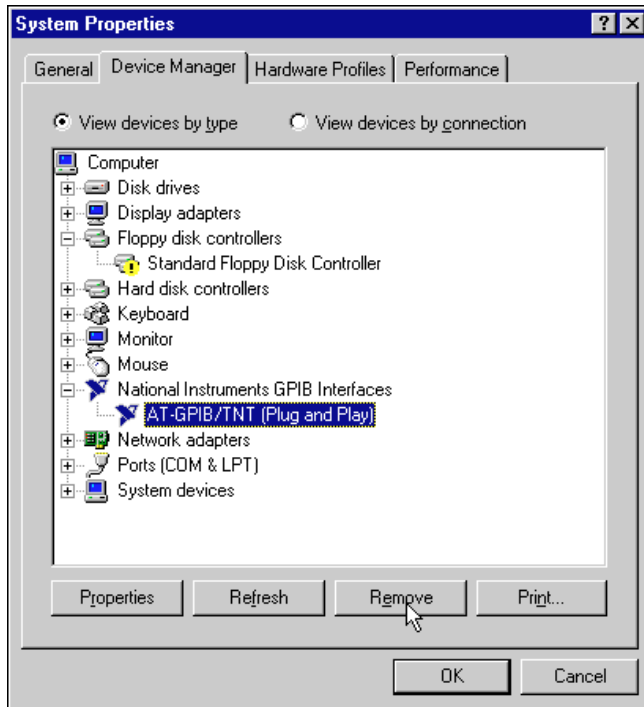 System Properties
General Device Manager Hardware Profiles Performance
View devices by type View devices by connection
Computer
Disk drives
Display adapters
Floppy disk controllers
Standard Floppy Disk Controller
Hard disk controllers
Keyboard
Monitor
Mouse
National Instruments GPIB Interfaces
AT-GPIB/TNT (Plug and Play)
Network adapters
Ports (COM & LPT)
System devices
Properties Refresh Remove Print...
OK Cancel